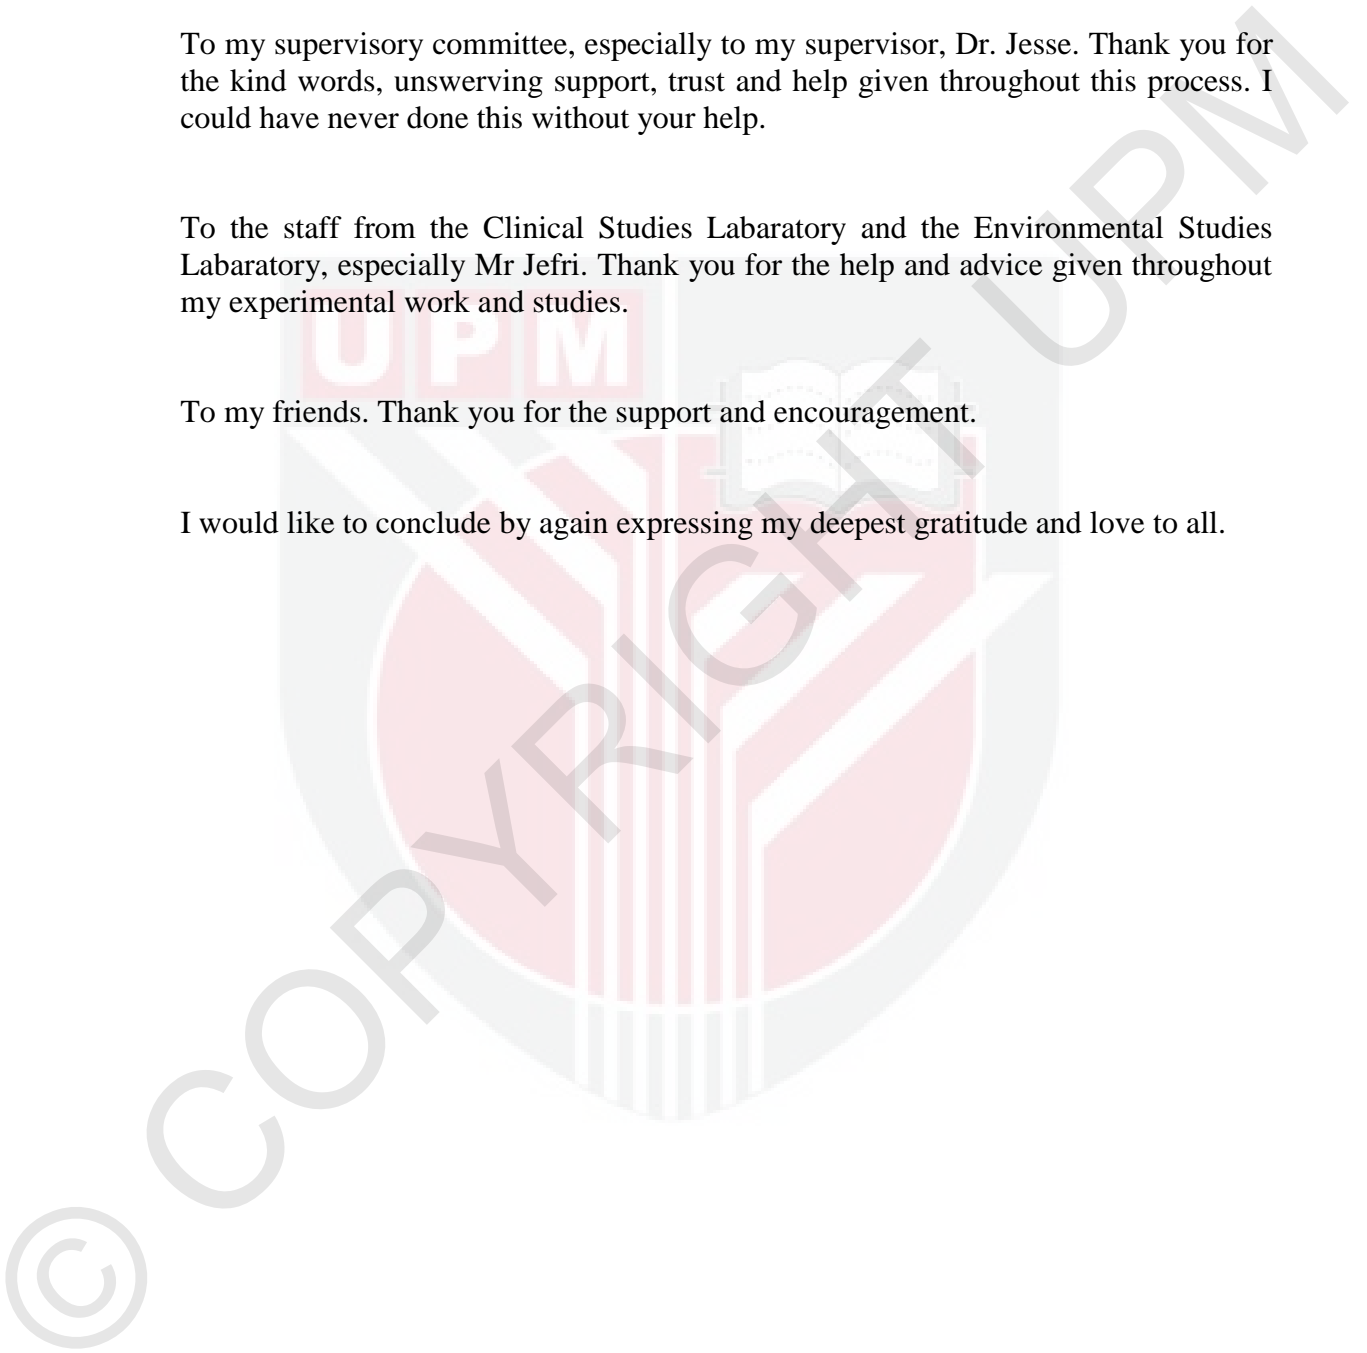 To my supervisory committee, especially to my supervisor, Dr. Jesse. Thank you for
the kind words, unswerving support, trust and help given throughout this process. I
could have never done this without your help.
To the staff from the Clinical Studies Labaratory and the Environmental Studies
Labaratory, especially Mr Jefri. Thank you for the help and advice given throughout
my experimental work and studies.
UPM
To my friends. Thank you for the support and encouragement.
I would like to conclude by again expressing my deepest gratitude and love to all.
© COPYRIGHT UPM